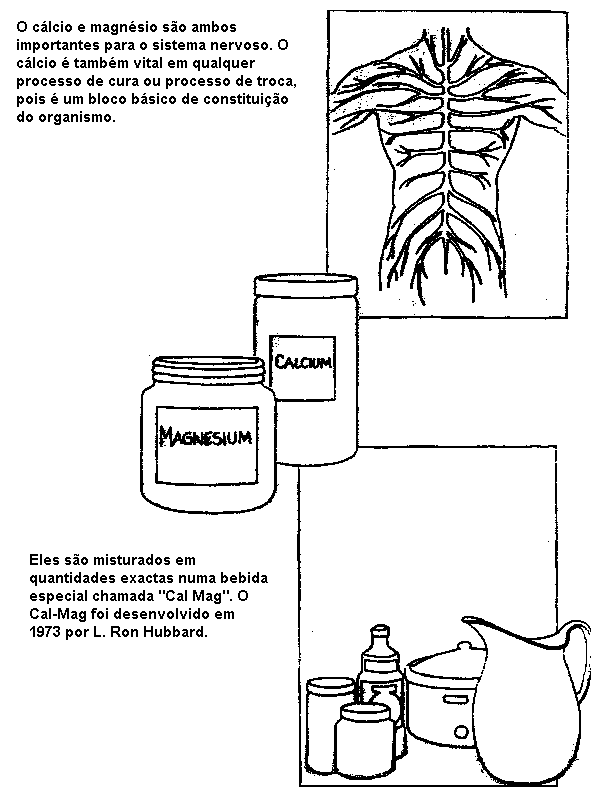 O cálcio e magnésio são ambos
importantes para o sistema nervoso. O
cálcio é também vital em qualquer
processo de cura ou processo de troca,
pois é um bloco básico de constituição
do organismo.
CALCIUM
MAGNESIUM
Eles são misturados em
quantidades exactas numa bebida
especial chamada "Cal Mag". O
Cal-Mag foi desenvolvido em
1973 por L. Ron Hubbard.